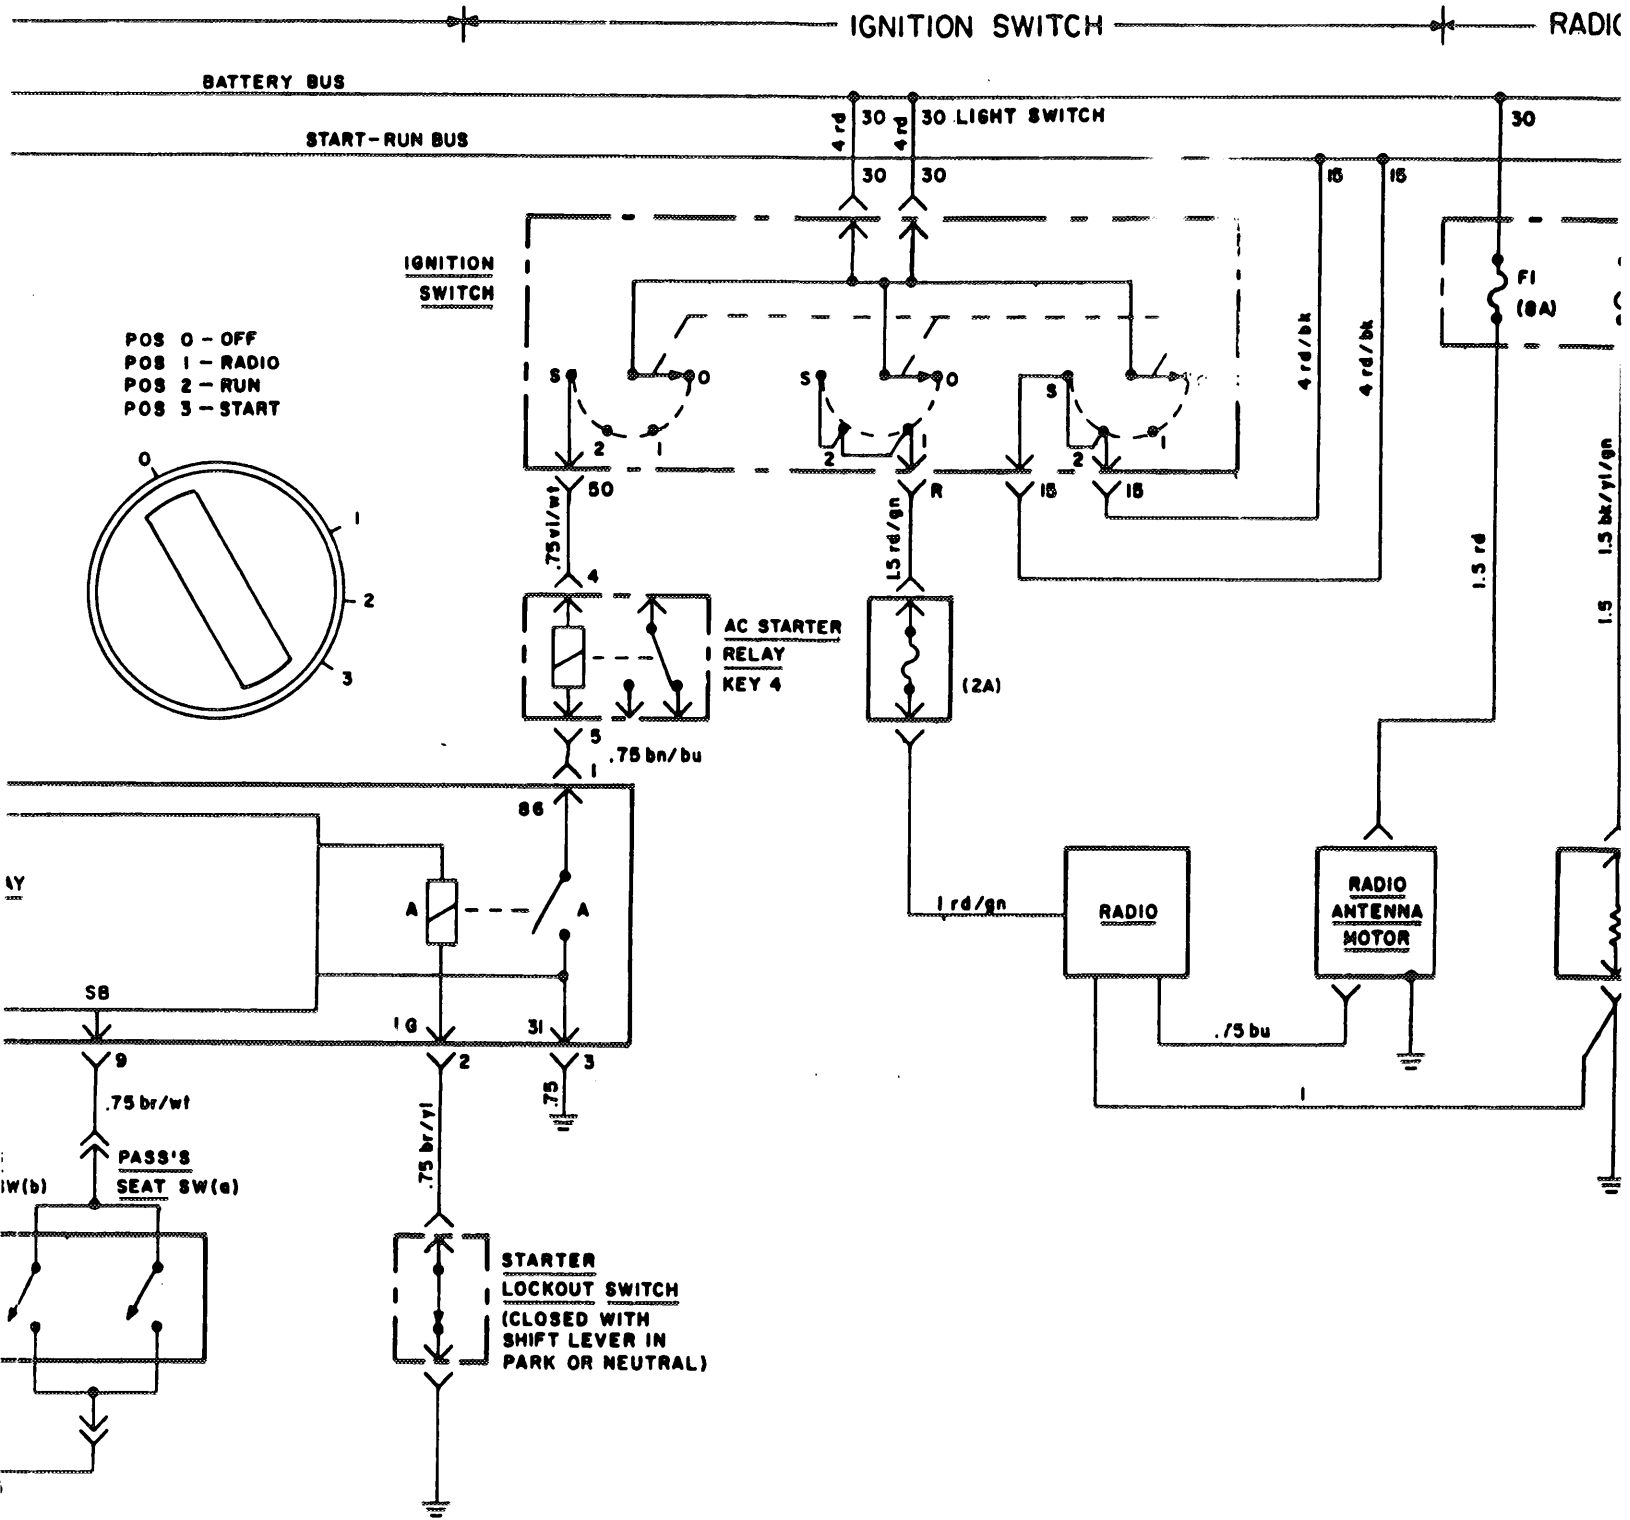 IGNITION SWITCH
RADIO
BATTERY BUS
30
30 LIGHT SWITCH
30
4 rd
4 rd
START-RUN BUS
30
30
15
15
IGNITION
SWITCH
F1
(8A)
POS 0 - OFF
POS 1 - RADIO
POS 2 - RUN
POS 3 - START
4 rd/bk
4 rd/bk
S
O
S
O
S
2
1
2
1
2
1
0
1
2
3
50
R
15
15
.75 vi/wt
1.5 rd/gn
1.5 rd
1.5 bk/yl/gn
1.5
4
AC STARTER
RELAY
KEY 4
(2A)
5
.75 bn/bu
1
86
AY
A
A
1 rd/gn
RADIO
RADIO
ANTENNA
MOTOR
SB
1G
31
9
2
3
.75 bu
.75 br/wt
.75 br/yl
.75
1
PASS'S
SEAT SW(a)
SW(b)
STARTER
LOCKOUT SWITCH
(CLOSED WITH
SHIFT LEVER IN
PARK OR NEUTRAL)